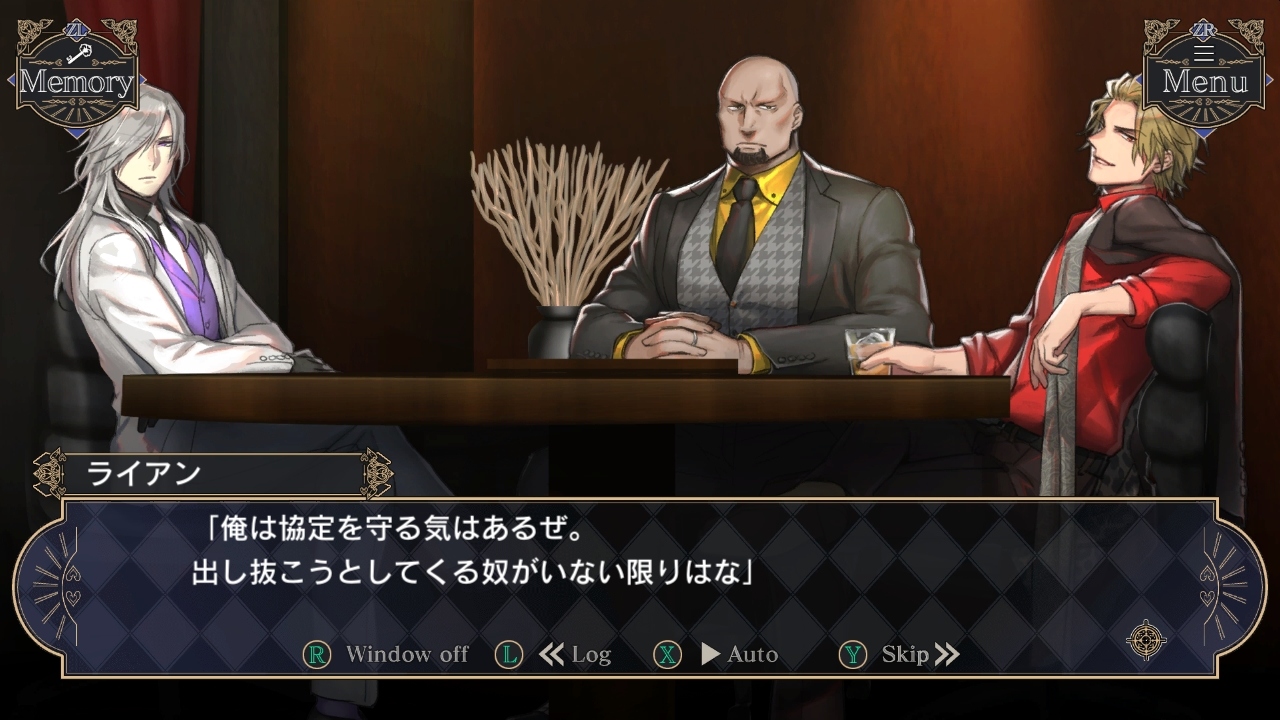 ZL
Memory
ZR
Menu
ライアン
「俺は協定を守る気はあるぜ。
出し抜こうとしてくる奴がいない限りはな」
R Window off L Log X Auto Y Skip